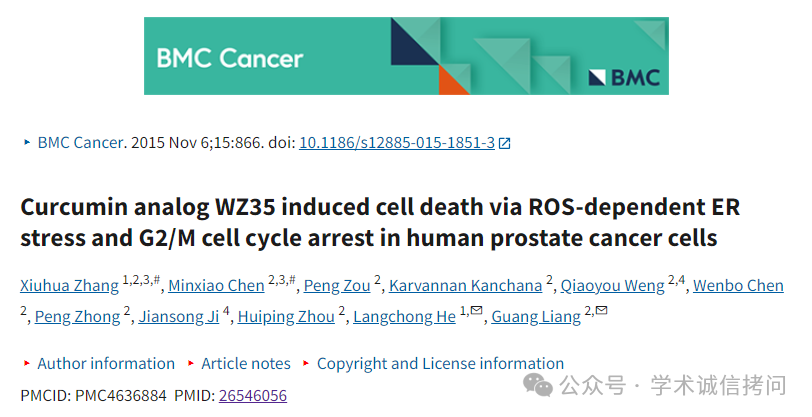 BMC Cancer
BMC
‣ BMC Cancer. 2015 Nov 6;15:866. doi: 10.1186/s12885-015-1851-3
Curcumin analog WZ35 induced cell death via ROS-dependent ER
stress and G2/M cell cycle arrest in human prostate cancer cells
Xiuhua Zhang 1,2,3,#, Minxiao Chen 2,3,#, Peng Zou 2, Karvannan Kanchana 2, Qiaoyou Weng 2,4, Wenbo Chen
2, Peng Zhong 2, Jiansong Ji 4, Huiping Zhou 2, Langchong He 1,✉, Guang Liang 2,✉
‣ Author information ‣ Article notes ‣ Copyright and License information
PMCID: PMC4636884 PMID: 26546056
公众号 · 学术诚信拷问